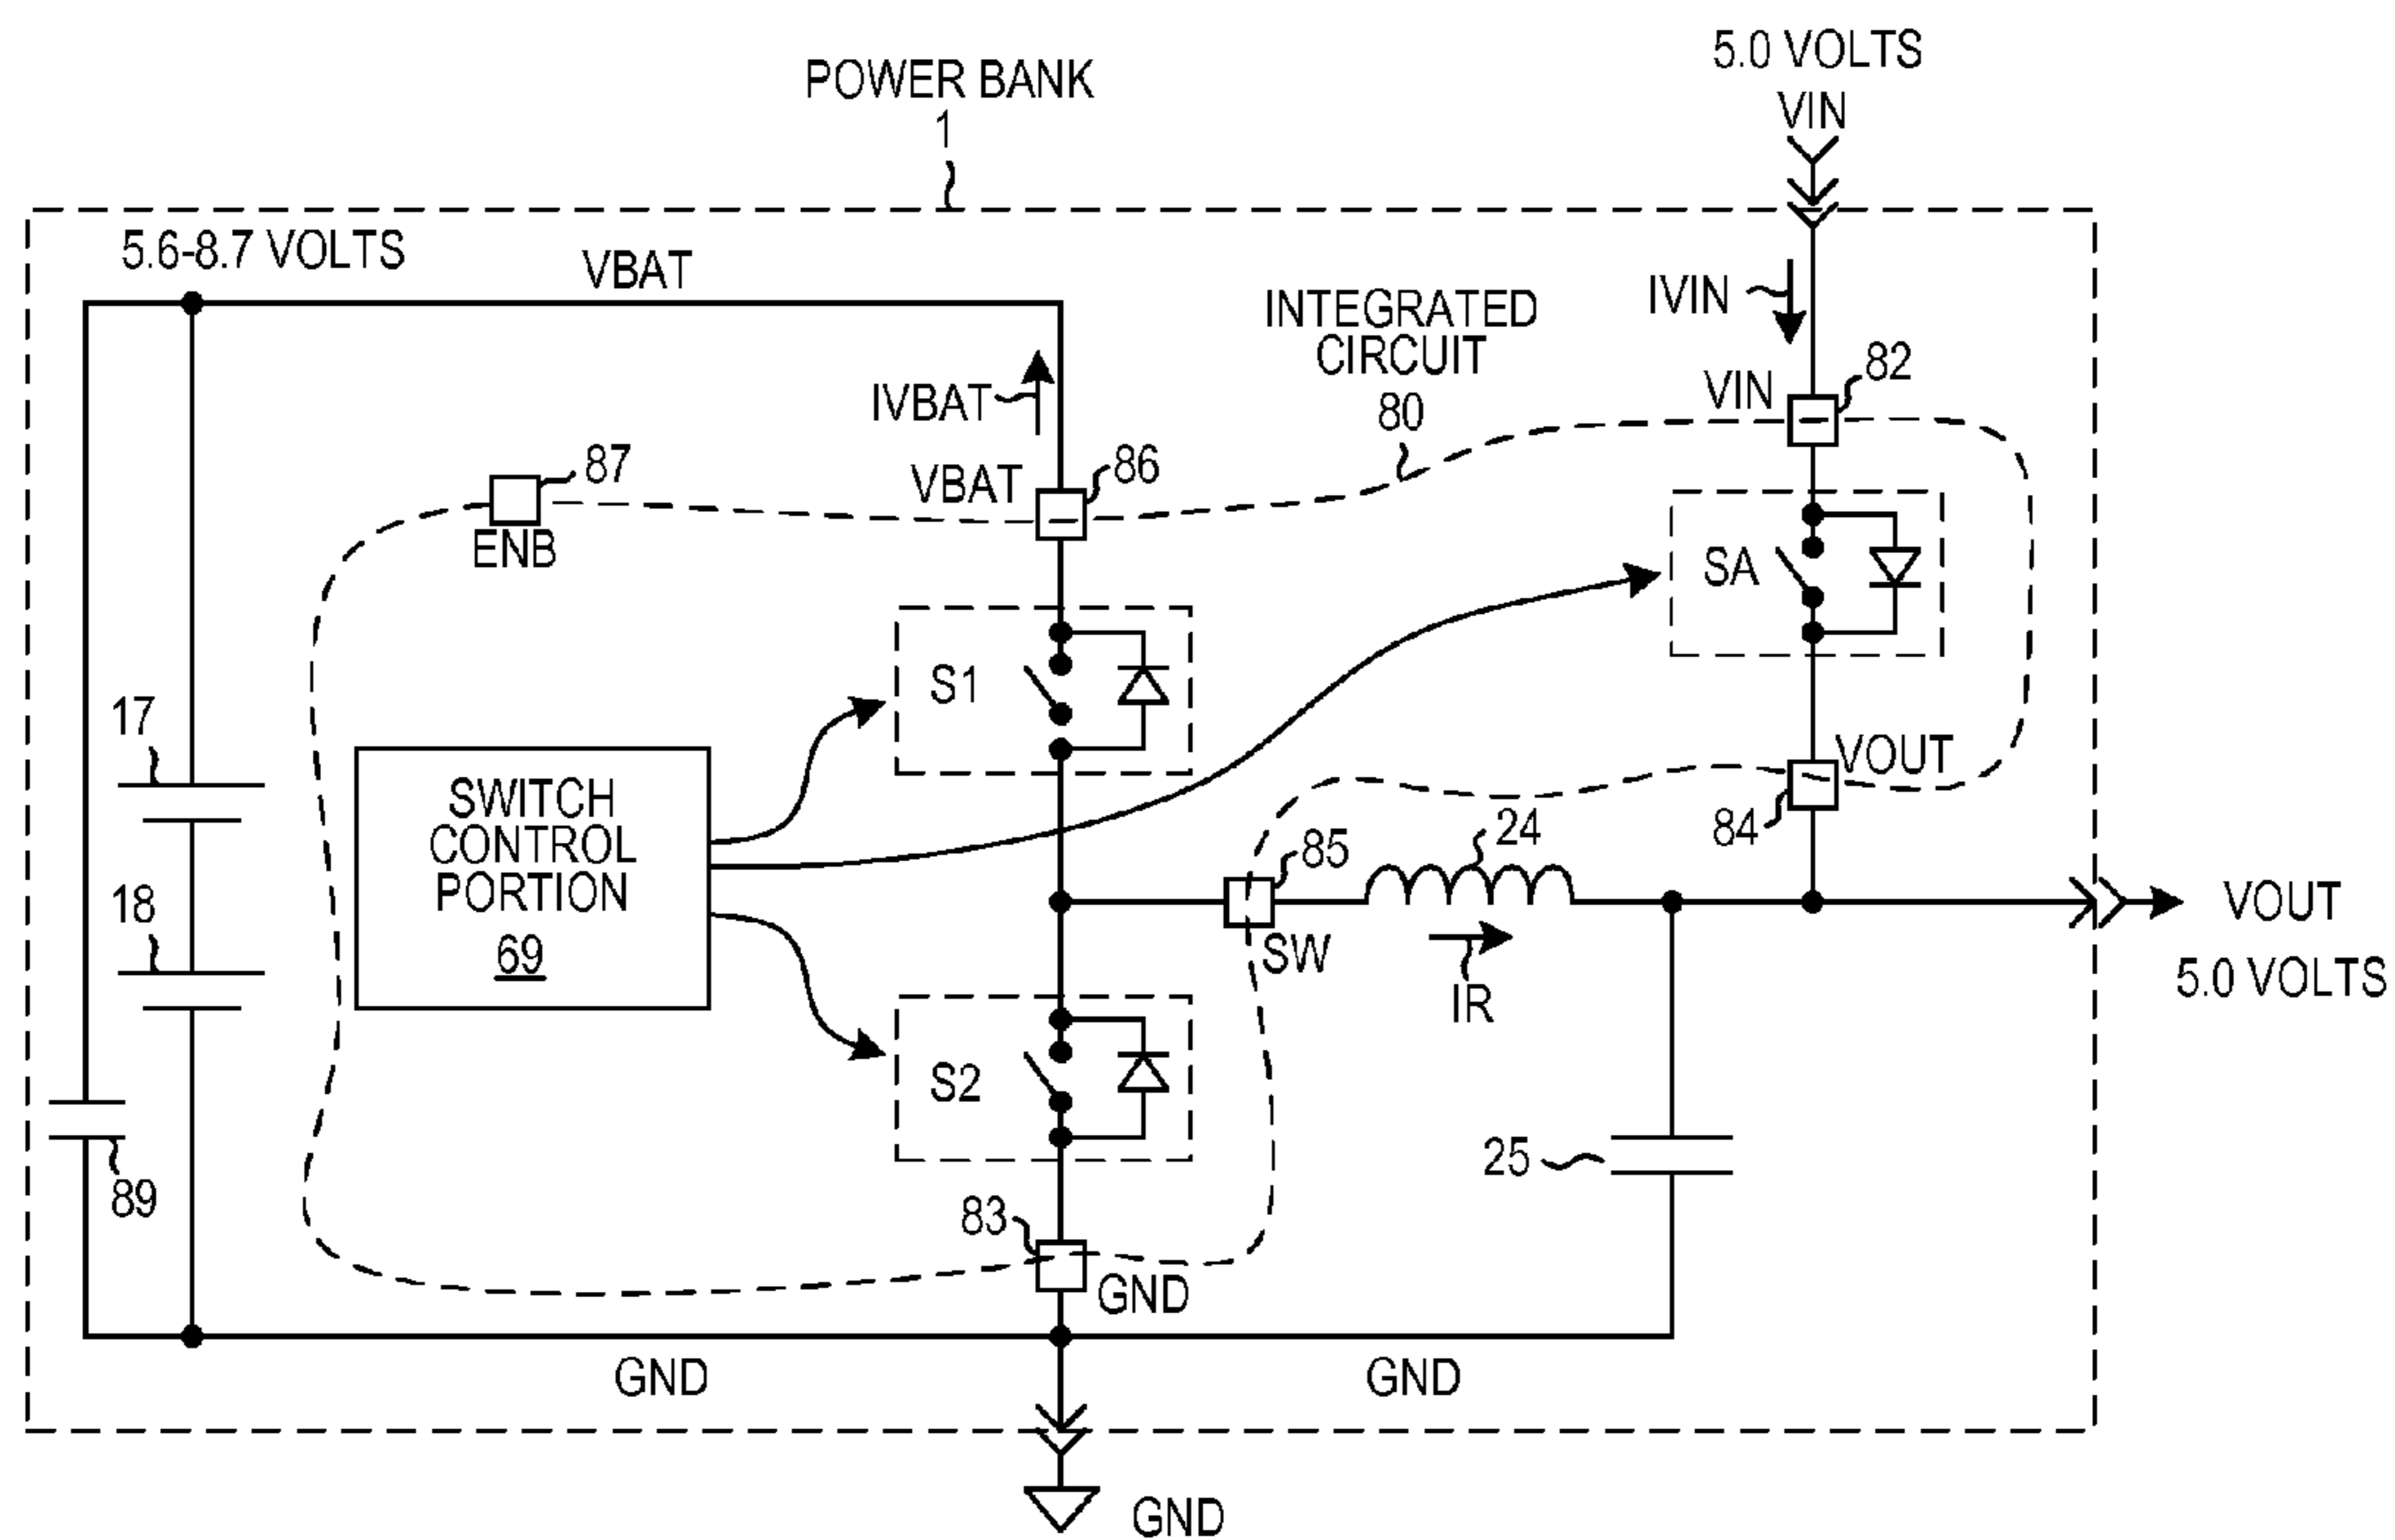 POWER BANK
1
5.0 VOLTS
VIN
5.6-8.7 VOLTS
VBAT
INTEGRATED
CIRCUIT
80
IVIN
82
VIN
IVBAT
87
VBAT
86
ENB
SA
S1
17
VOUT
SWITCH
CONTROL
PORTION
69
84
24
85
18
SW
IR
VOUT
5.0 VOLTS
S2
25
89
83
GND
GND
GND
GND